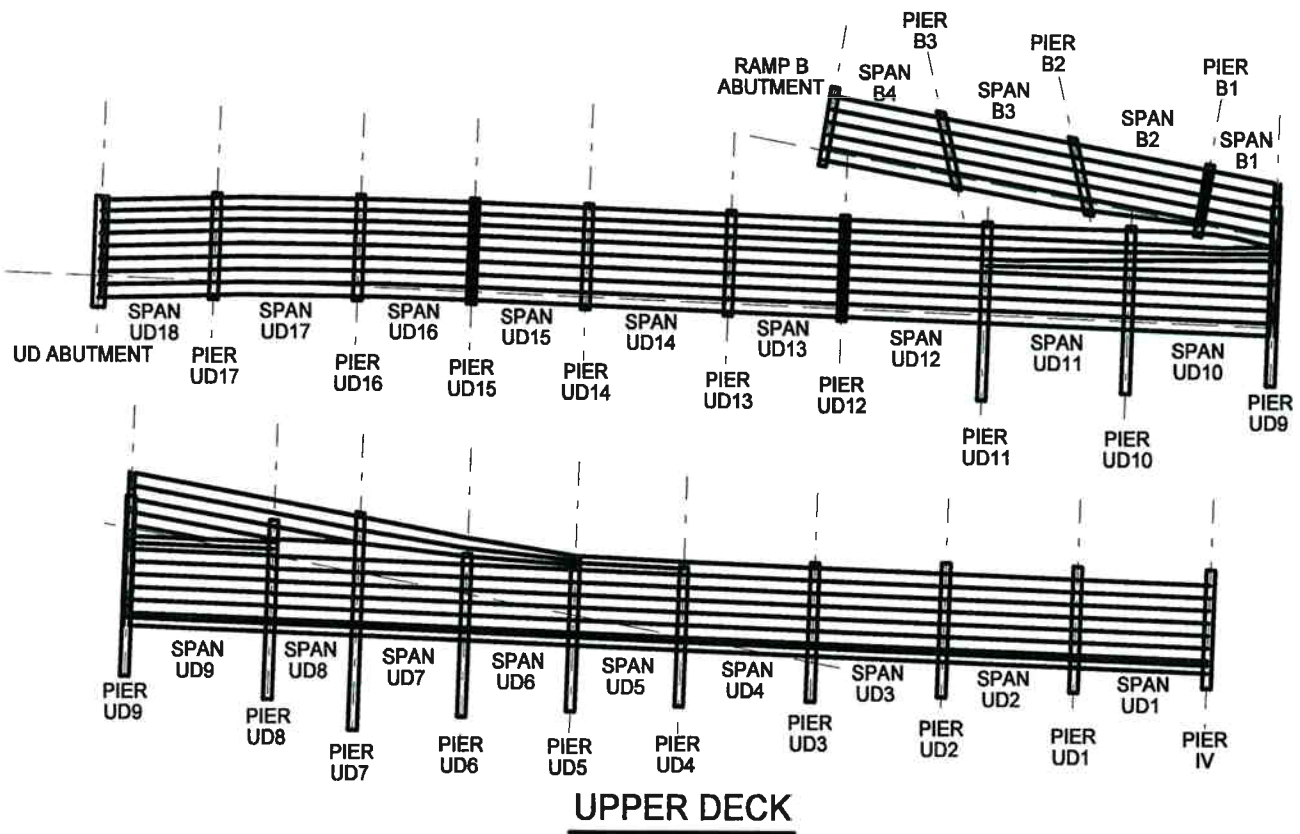 PIER
B3
PIER
B2
PIER
B1
RAMP B
ABUTMENT
SPAN
B4
SPAN
B3
SPAN
B2
SPAN
B1
SPAN
UD18
SPAN
UD17
SPAN
UD16
SPAN
UD15
SPAN
UD14
SPAN
UD13
SPAN
UD12
SPAN
UD11
SPAN
UD10
UD ABUTMENT
PIER
UD17
PIER
UD16
PIER
UD15
PIER
UD14
PIER
UD13
PIER
UD12
PIER
UD11
PIER
UD10
PIER
UD9
SPAN
UD9
SPAN
UD8
SPAN
UD7
SPAN
UD6
SPAN
UD5
SPAN
UD4
SPAN
UD3
SPAN
UD2
SPAN
UD1
PIER
UD9
PIER
UD8
PIER
UD7
PIER
UD6
PIER
UD5
PIER
UD4
PIER
UD3
PIER
UD2
PIER
UD1
PIER
IV
UPPER DECK